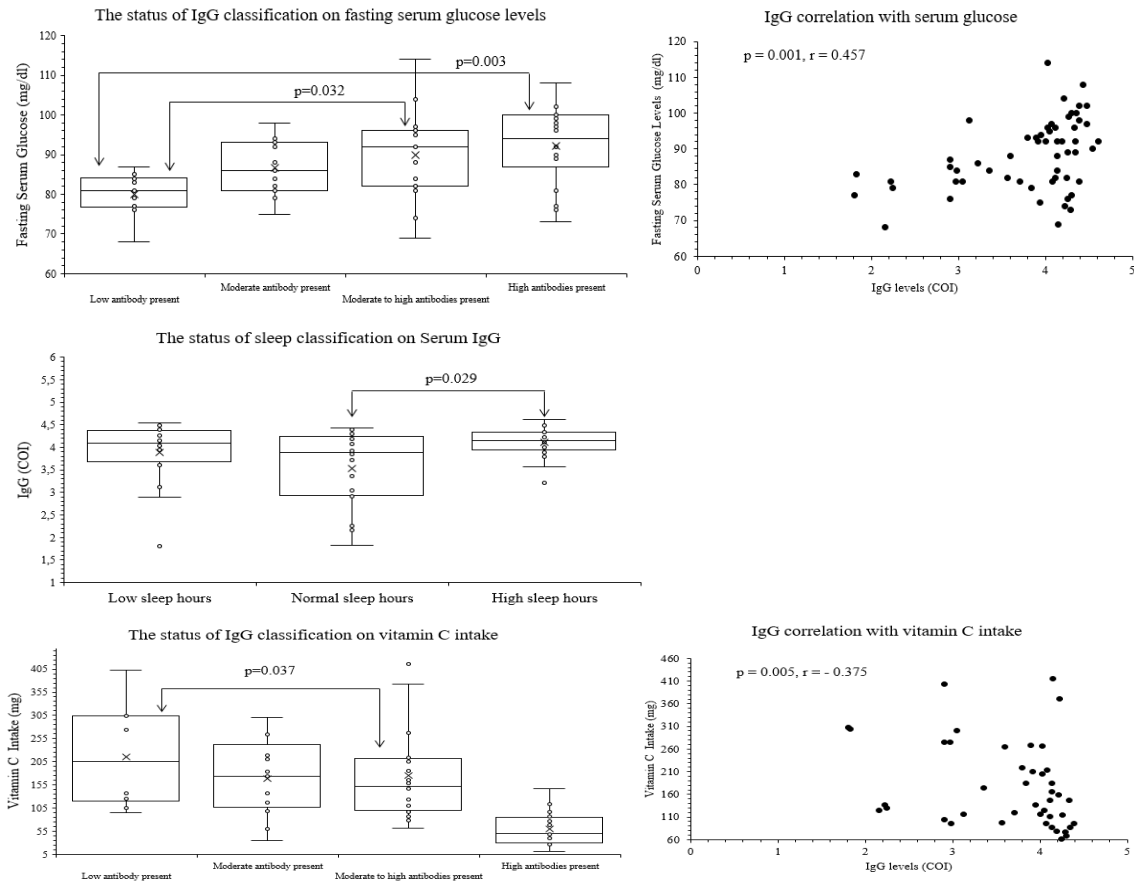 The status of IgG classification on fasting serum glucose levels
Fasting Serum Glucose (mg/dl)
120
110
100
90
80
70
60
p=0.003
p=0.032
Low antibody present
Moderate antibody present
Moderate to high antibodies present
High antibodies present
IgG correlation with serum glucose
p = 0.001, r = 0.457
Fasting Serum Glucose Levels (mg/dl)
120
110
100
90
80
70
60
0 1 2 3 4 5
IgG levels (COI)
The status of sleep classification on Serum IgG
IgG (COI)
6
5,5
5
4,5
4
3,5
3
2,5
2
1,5
1
p=0.029
Low sleep hours
Normal sleep hours
High sleep hours
The status of IgG classification on vitamin C intake
Vitamin C Intake (mg)
405
355
305
255
205
155
105
55
5
p=0.037
Low antibody present
Moderate antibody present
Moderate to high antibodies present
High antibodies present
IgG correlation with vitamin C intake
p = 0.005, r = - 0.375
Vitamin C Intake (mg)
460
410
360
310
260
210
160
110
60
0 1 2 3 4 5
IgG levels (COI)